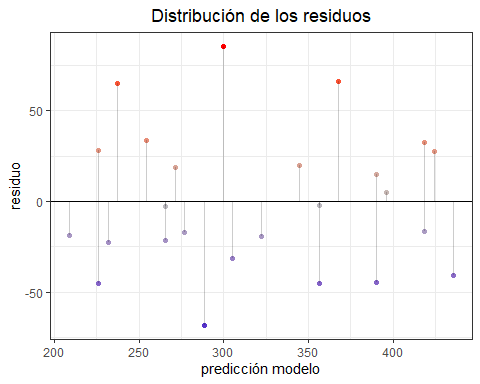 Distribución de los residuos
residuo
50
0
-50
200 250 300 350 400
predicción modelo